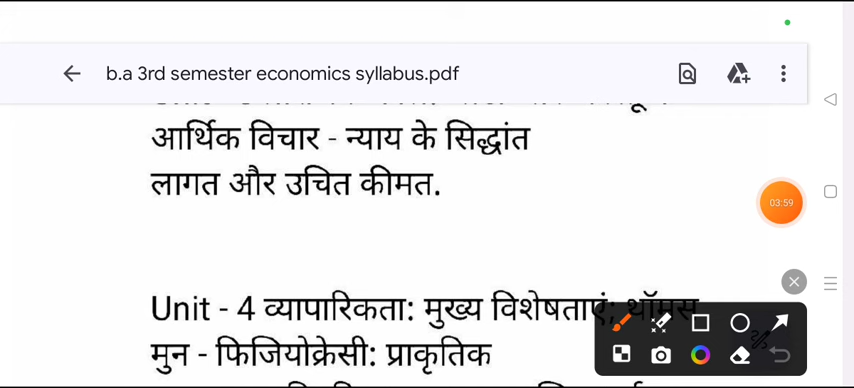 b.a 3rd semester economics syllabus.pdf
आर्थिक विचार - न्याय के सिद्धांत
लागत और उचित कीमत.
03:59
Unit - 4 व्यापारिकता: मुख्य विशेषताएं; थॉमस
मुन - फिजियोक्रेसी: प्राकृतिक